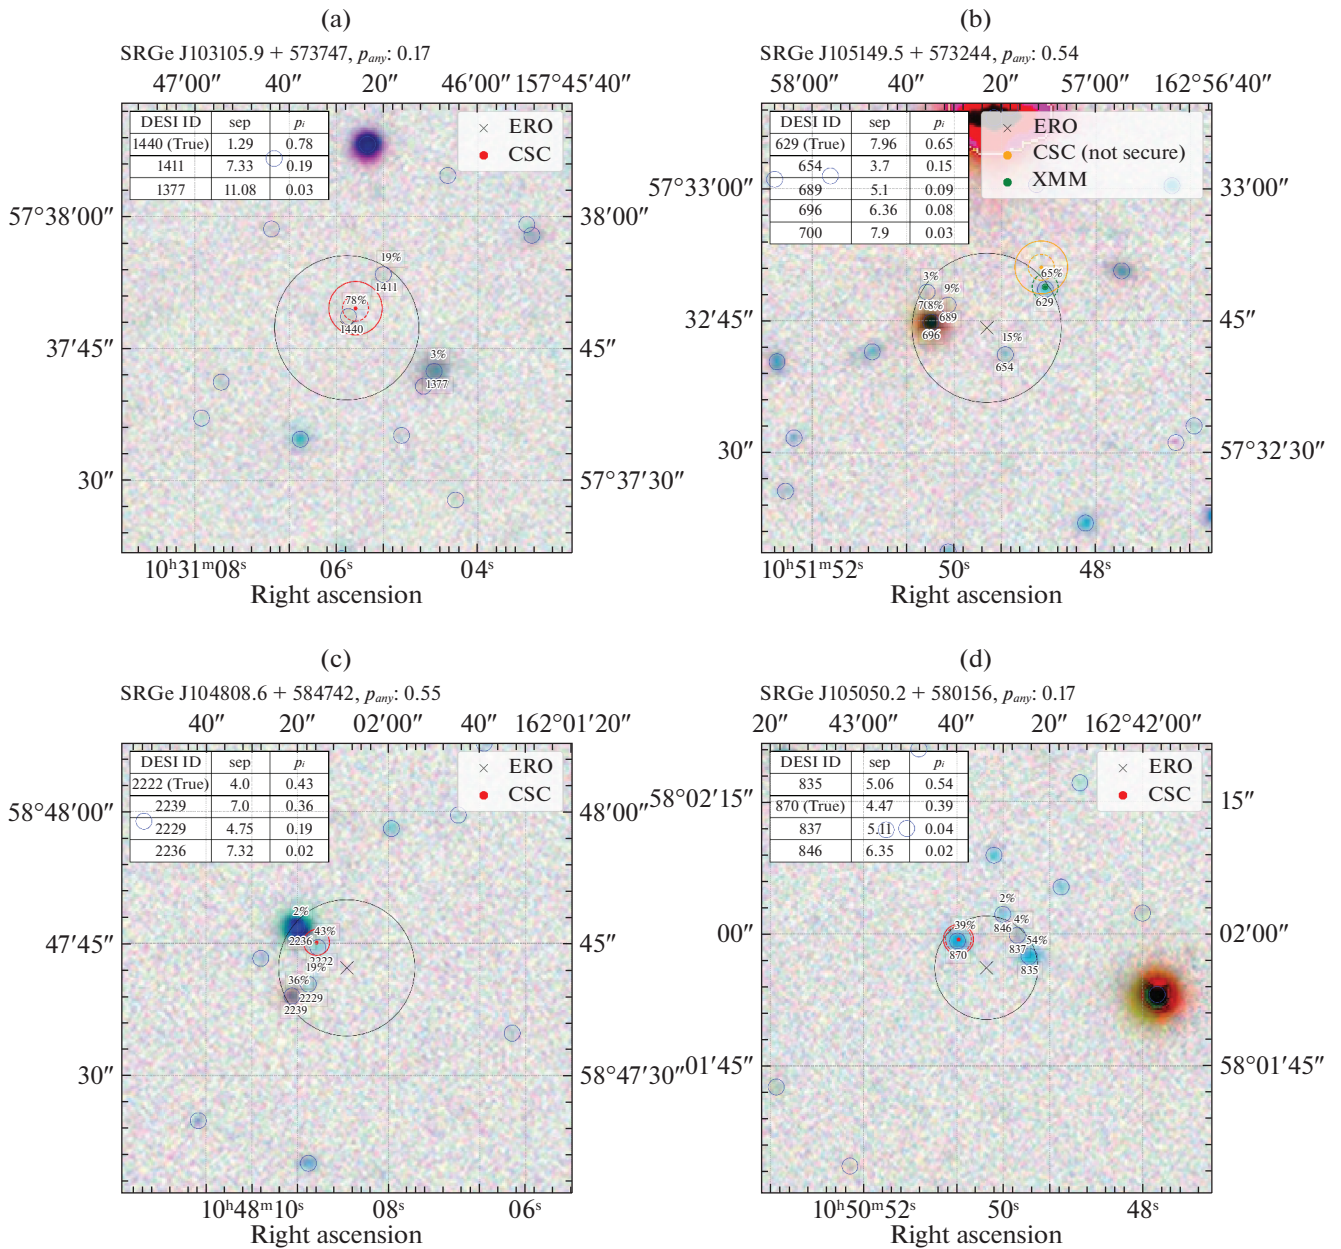 (a)
SRGe J103105.9 + 573747, pany: 0.17
47′00″ 40″ 20″ 46′00″ 157°45′40″
DESI ID sep pi
1440 (True) 1.29 0.78
1411 7.33 0.19
1377 11.08 0.03
ERO
CSC
57°38′00″ 38′00″
37′45″ 45″
30″ 57°37′30″
19%
1411
78%
1440
3%
1377
10h31m08s 06s 04s
Right ascension
(b)
SRGe J105149.5 + 573244, pany: 0.54
58′00″ 40″ 20″ 57′00″ 162°56′40″
DESI ID sep pi
629 (True) 7.96 0.65
654 3.7 0.15
689 5.1 0.09
696 6.36 0.08
700 7.9 0.03
ERO
CSC (not secure)
XMM
57°33′00″ 33′00″
32′45″ 45″
30″ 57°32′30″
65%
629
3%
9%
8%
689
696
15%
654
10h51m52s 50s 48s
Right ascension
(c)
SRGe J104808.6 + 584742, pany: 0.55
40″ 20″ 02′00″ 40″ 162°01′20″
DESI ID sep pi
2222 (True) 4.0 0.43
2239 7.0 0.36
2229 4.75 0.19
2236 7.32 0.02
ERO
CSC
58°48′00″ 48′00″
47′45″ 45″
30″ 58°47′30″
2%
43%
2236
2222
19%
36%
2229
2239
10h48m10s 08s 06s
Right ascension
(d)
SRGe J105050.2 + 580156, pany: 0.17
20″ 43′00″ 40″ 20″ 162°42′00″
DESI ID sep pi
835 5.06 0.54
870 (True) 4.47 0.39
837 5.11 0.04
846 6.35 0.02
ERO
CSC
58°02′15″ 15″
00″ 02′00″
01′45″ 58°01′45″
2%
39%
4%
846
54%
870
837
835
10h50m52s 50s 48s
Right ascension